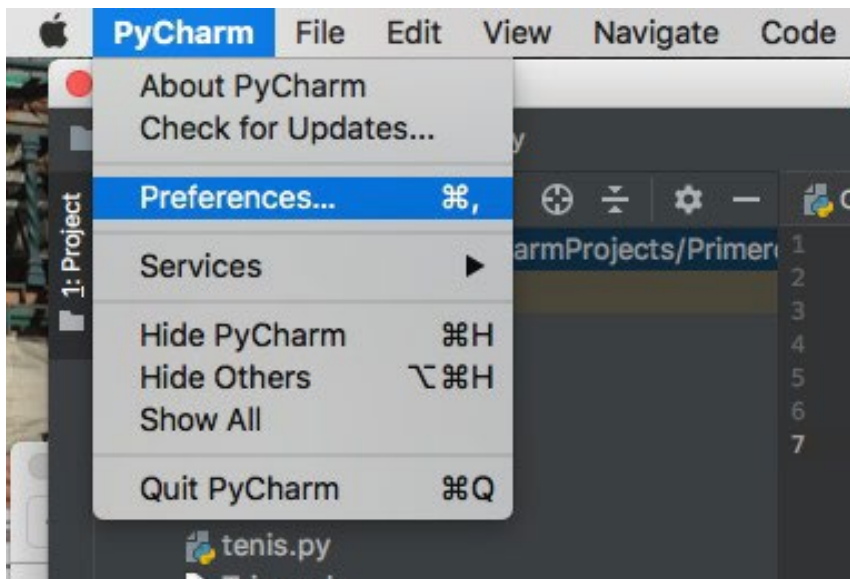 PyCharm File Edit View Navigate Code
About PyCharm
Check for Updates...
Preferences... ⌘,
Services
Hide PyCharm ⌘H
Hide Others ⌥⌘H
Show All
Quit PyCharm ⌘Q
1: Project
armProjects/Primer
tenis.py
1
2
3
4
5
6
7